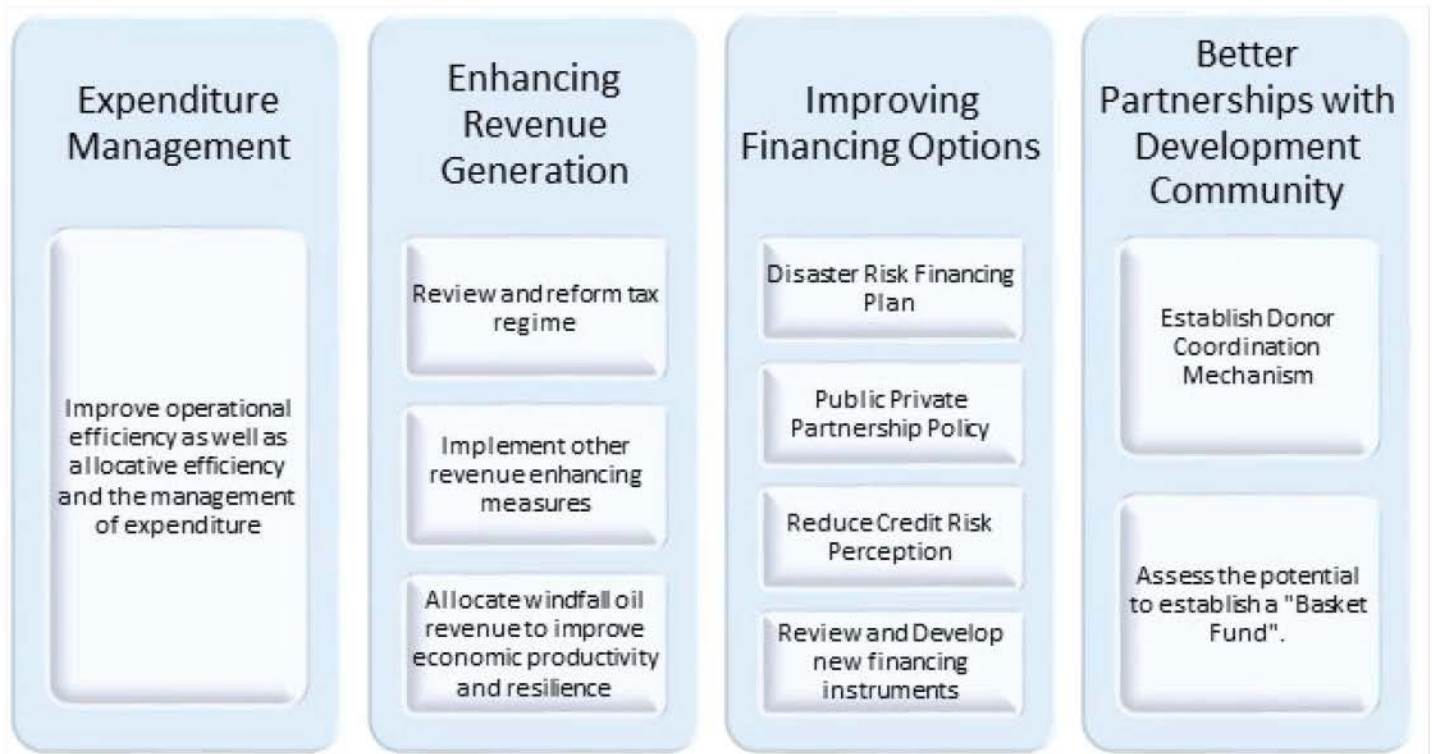 Expenditure
Management
Improve operational
efficiency as well as
allocative efficiency
and the management
of expenditure
Enhancing
Revenue
Generation
Review and reform tax
regime
Implement other
revenue enhancing
measures
Allocate windfall oil
revenue to improve
economic productivity
and resilience
Improving
Financing Options
Disaster Risk Financing
Plan
Public Private
Partnership Policy
Reduce Credit Risk
Perception
Review and Develop
new financing
instruments
Better
Partnerships with
Development
Community
Establish Donor
Coordination
Mechanism
Assess the potential
to establish a "Basket
Fund".